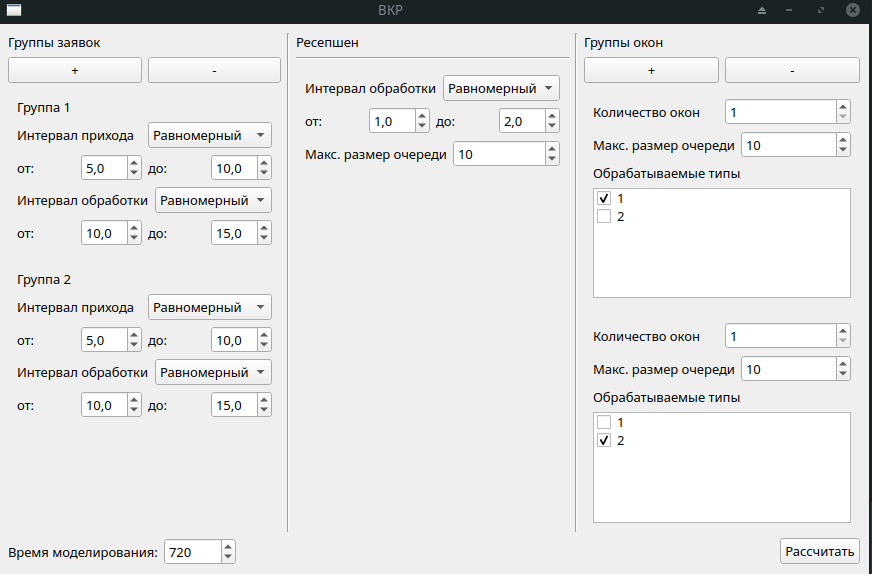 ВКР
Группы заявок
+ -
Группа 1
Интервал прихода Равномерный
от: 5,0 до: 10,0
Интервал обработки Равномерный
от: 10,0 до: 15,0
Группа 2
Интервал прихода Равномерный
от: 5,0 до: 10,0
Интервал обработки Равномерный
от: 10,0 до: 15,0
Время моделирования: 720
Ресепшен
Интервал обработки Равномерный
от: 1,0 до: 2,0
Макс. размер очереди 10
Группы окон
+ -
Количество окон 1
Макс. размер очереди 10
Обрабатываемые типы
1
2
Количество окон 1
Макс. размер очереди 10
Обрабатываемые типы
1
2
Рассчитать